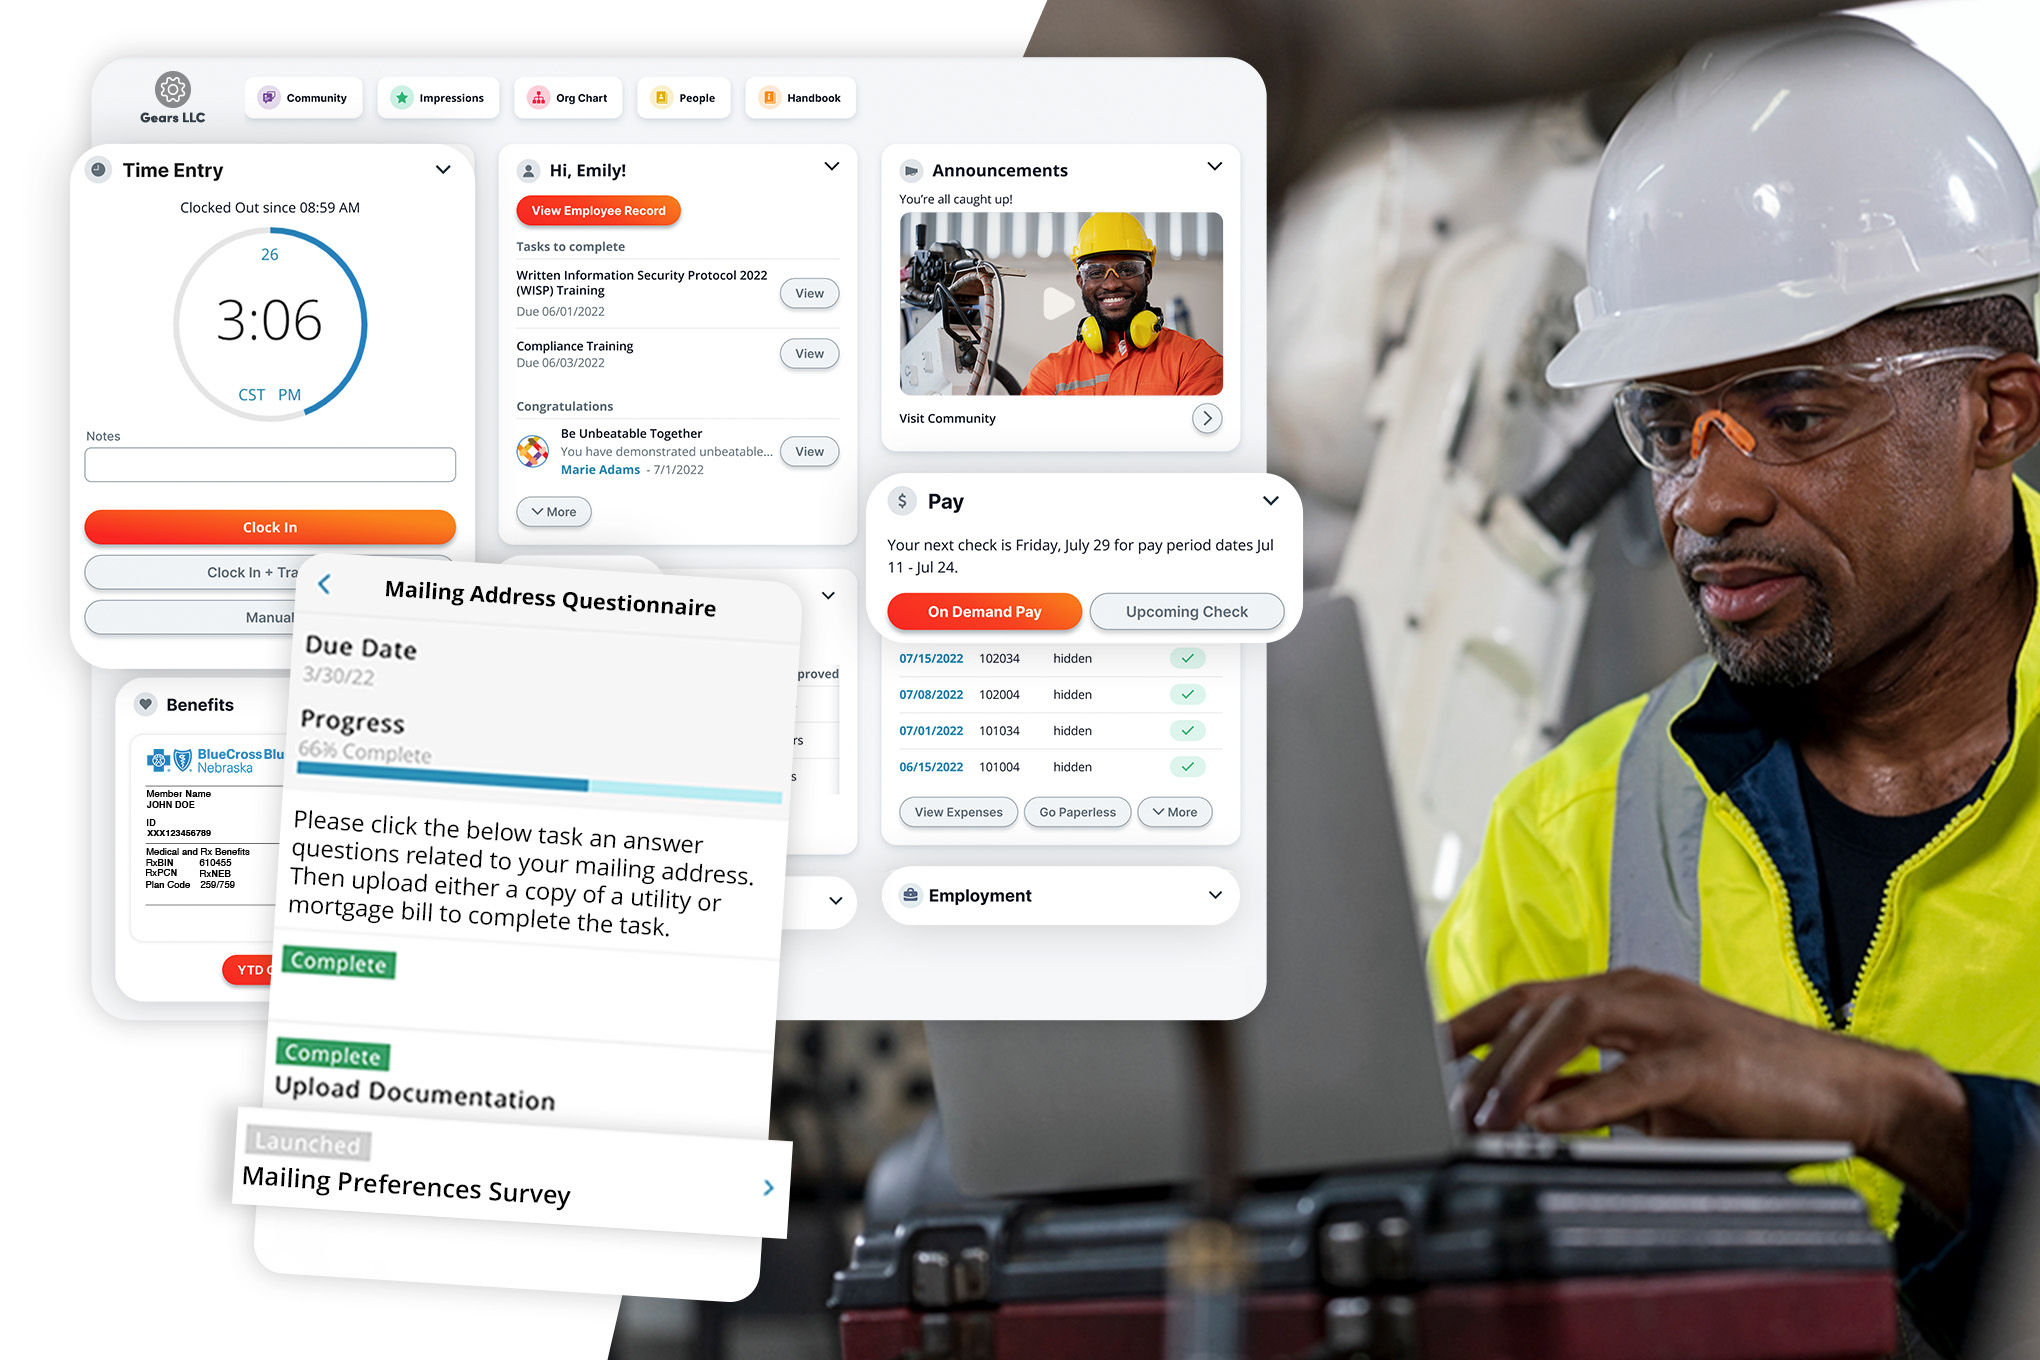 Gears LLC
Community
Impressions
Org Chart
People
Handbook
Time Entry
Clocked Out since 08:59 AM
26
3:06
CST PM
Notes
Clock In
Clock In + Tra
Manual
Hi, Emily!
View Employee Record
Tasks to complete
Written Information Security Protocol 2022
(WISP) Training
Due 06/01/2022
View
Compliance Training
Due 06/03/2022
View
Congratulations
Be Unbeatable Together
You have demonstrated unbeatable...
Marie Adams - 7/1/2022
View
More
Announcements
You're all caught up!
Visit Community
$ Pay
Your next check is Friday, July 29 for pay period dates Jul
11 - Jul 24.
On Demand Pay
Upcoming Check
07/15/2022 102034 hidden
07/08/2022 102004 hidden
07/01/2022 101034 hidden
06/15/2022 101004 hidden
View Expenses
Go Paperless
More
Employment
proved
rs
s
Benefits
BlueCross Blu
Nebraska
Member Name
JOHN DOE
ID
XXX123456789
Medical and Rx Benefits
RxBIN 610455
RxPCN RxNEB
Plan Code 259/759
YTD
Mailing Address Questionnaire
Due Date
3/30/22
Progress
66% Complete
Please click the below task an answer
questions related to your mailing address.
Then upload either a copy of a utility or
mortgage bill to complete the task.
Complete
Complete
Upload Documentation
Launched
Mailing Preferences Survey